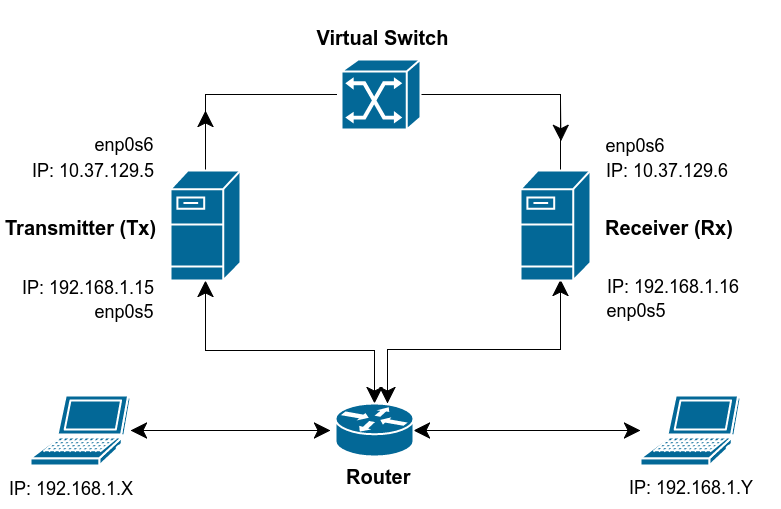 Virtual Switch
enp0s6
IP: 10.37.129.5
enp0s6
IP: 10.37.129.6
Transmitter (Tx)
Receiver (Rx)
IP: 192.168.1.15
enp0s5
IP: 192.168.1.16
enp0s5
Router
IP: 192.168.1.X
IP: 192.168.1.Y